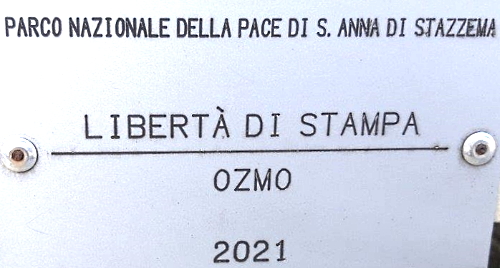 PARCO NAZIONALE DELLA PACE DI S. ANNA DI STAZZEMA
LIBERTÀ DI STAMPA
OZMO
2021